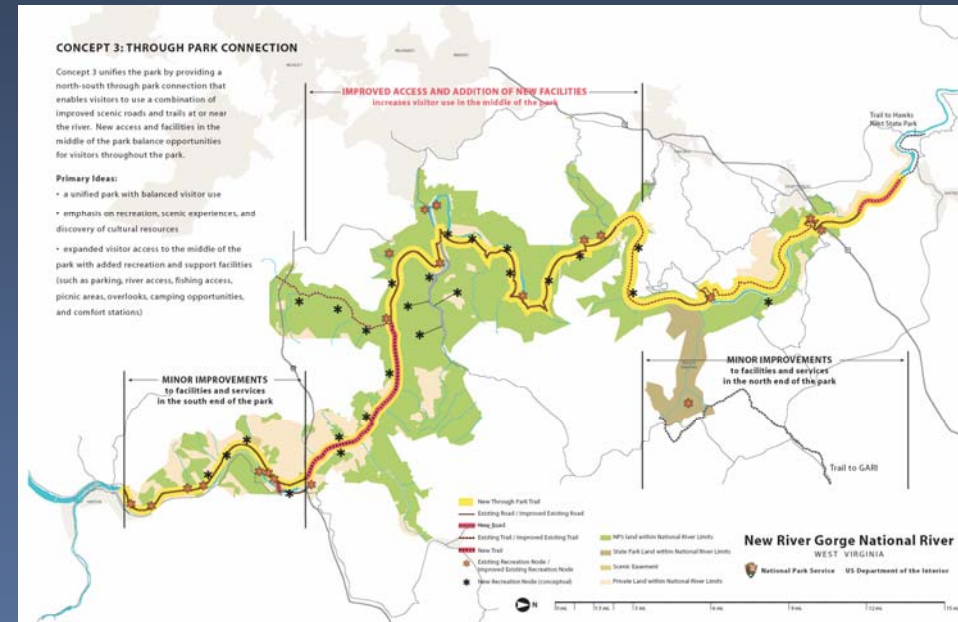 CONCEPT 3: THROUGH PARK CONNECTION
Concept 3 unifies the park by providing a
north-south through park connection that
enables visitors to use a combination of
improved scenic roads and trails at or near
the river. New access and facilities in the
middle of the park balance opportunities
for visitors throughout the park.
Primary Ideas:
• a unified park with balanced visitor use
• emphasis on recreation, scenic experiences, and
discovery of cultural resources
• expanded visitor access to the middle of the
park with added recreation and support facilities
(such as parking, river access, fishing access,
picnic areas, overlooks, camping opportunities,
and comfort stations)
IMPROVED ACCESS AND ADDITION OF NEW FACILITIES
increases visitor use in the middle of the park
Trail to Hawks
Nest State Park
MINOR IMPROVEMENTS
to facilities and services
in the south end of the park
MINOR IMPROVEMENTS
to facilities and services
in the north end of the park
Trail to GARI
New Through Park Trail
Existing Road / Improved Existing Road
New Road
Existing Trail / Improved Existing Trail
New Trail
Existing Recreation Node /
Improved Existing Recreation Node
New Recreation Node (conceptual)
NPS land within National River Limits
State Park Land within National River Limits
Scenic Easement
Private Land within National River Limits
New River Gorge National River
WEST VIRGINIA
National Park Service US Department of the Interior
N